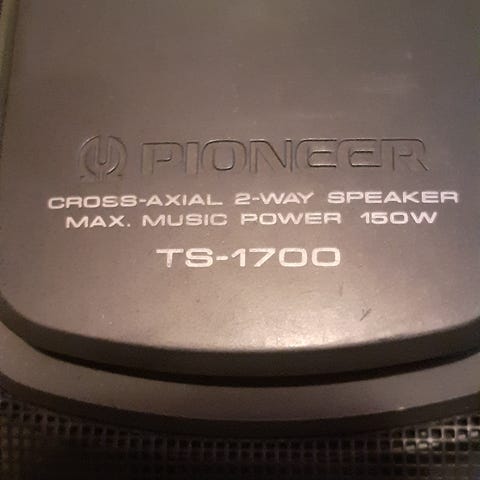 PIONEER
CROSS-AXIAL 2-WAY SPEAKER
MAX. MUSIC POWER 150W
TS-1700